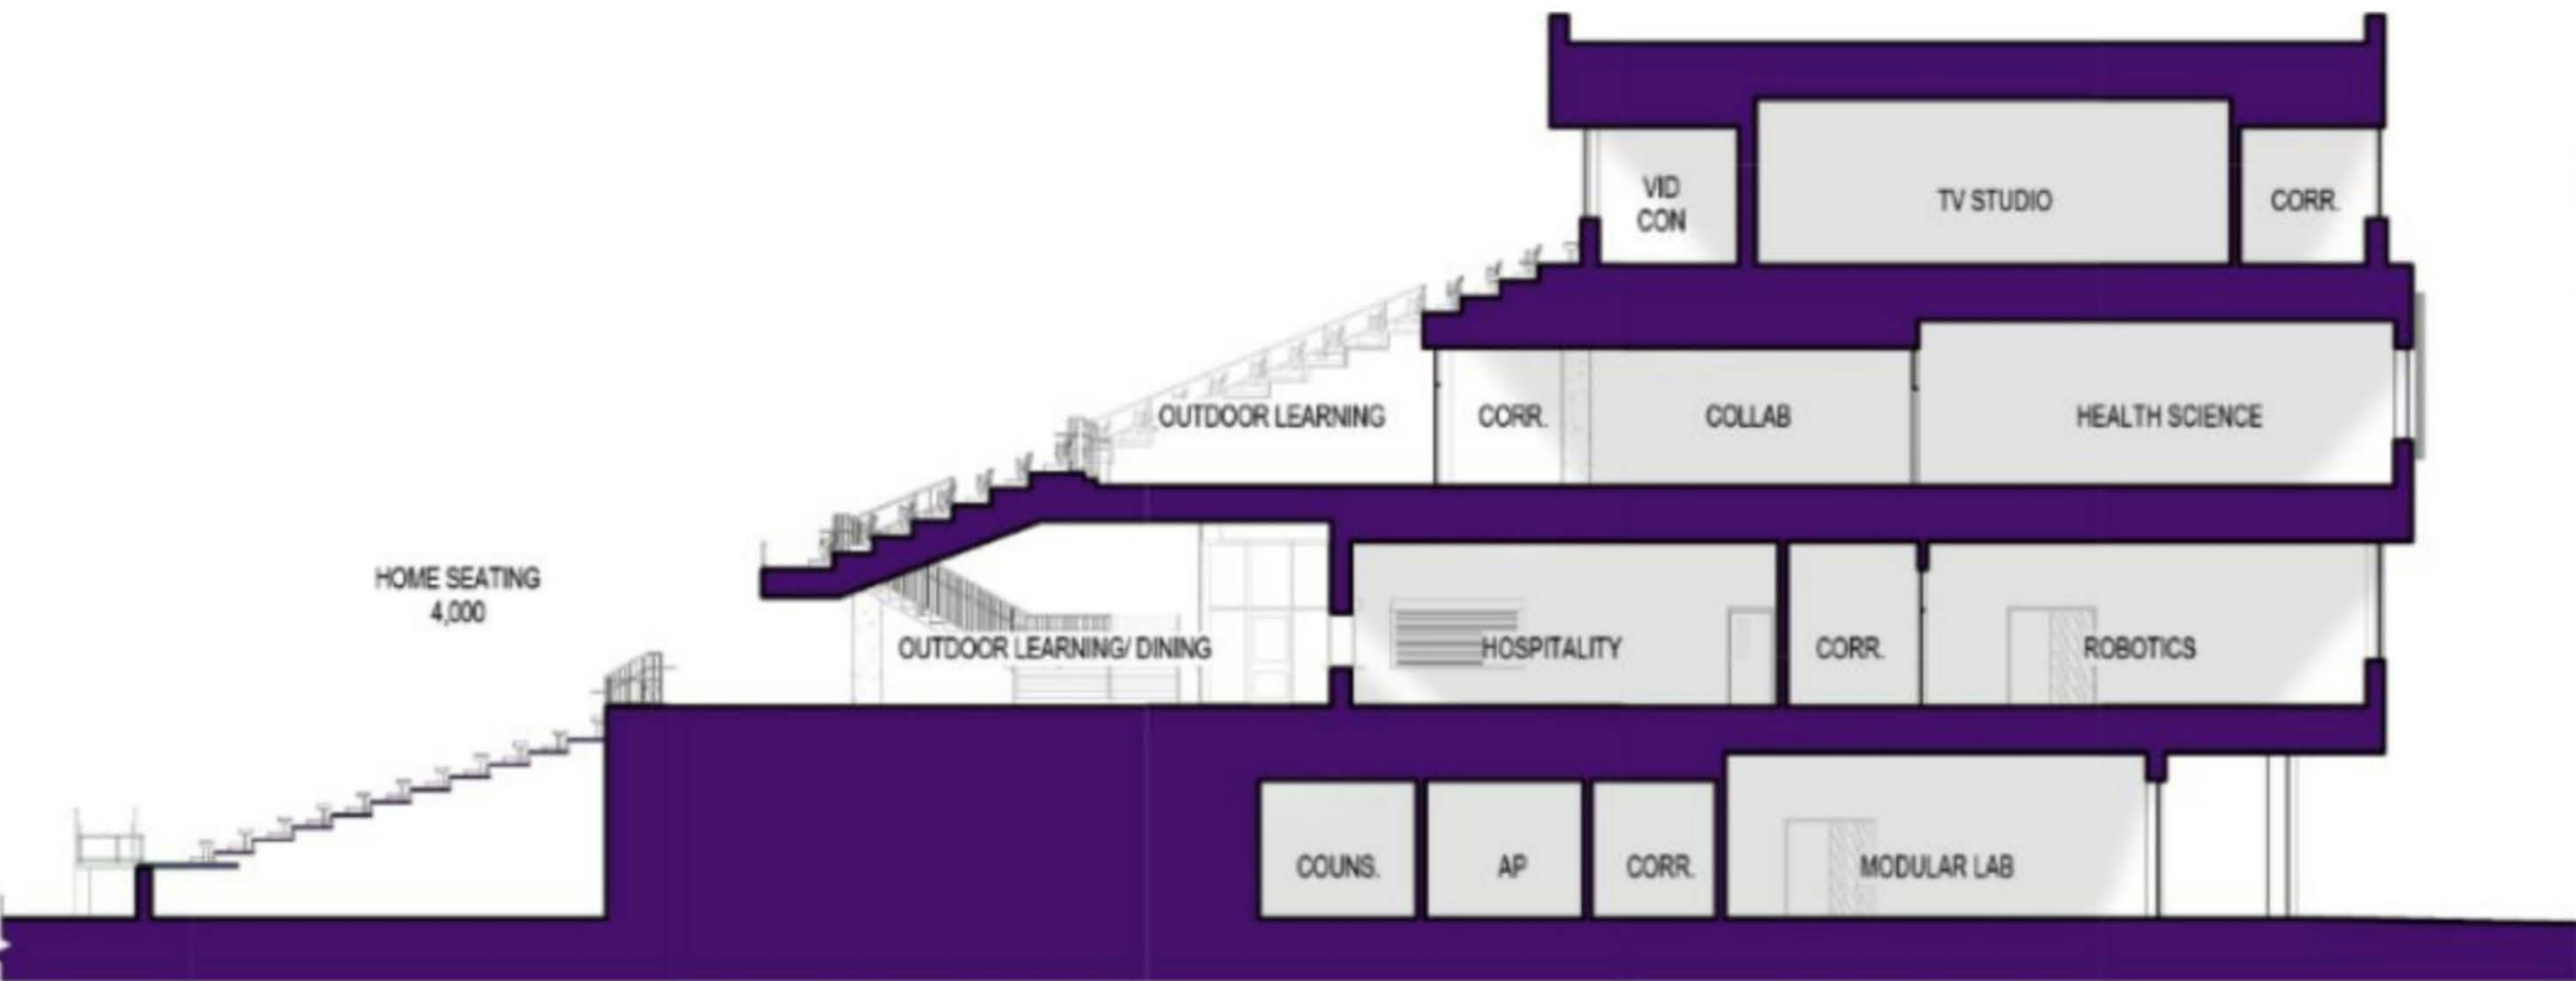 VID
CON
TV STUDIO
CORR.
OUTDOOR LEARNING
CORR.
COLLAB
HEALTH SCIENCE
HOME SEATING
4,000
OUTDOOR LEARNING/ DINING
HOSPITALITY
CORR.
ROBOTICS
COUNS.
AP
CORR.
MODULAR LAB